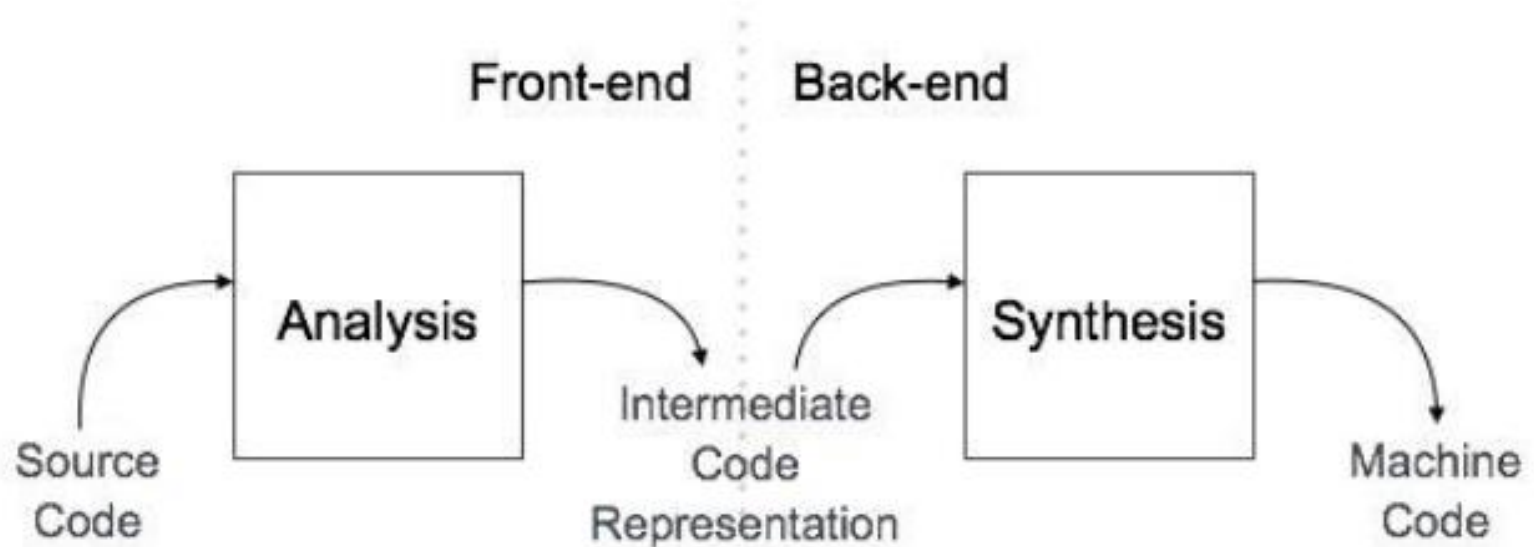 Front-end
Back-end
Analysis
Synthesis
Source
Code
Intermediate
Code
Representation
Machine
Code